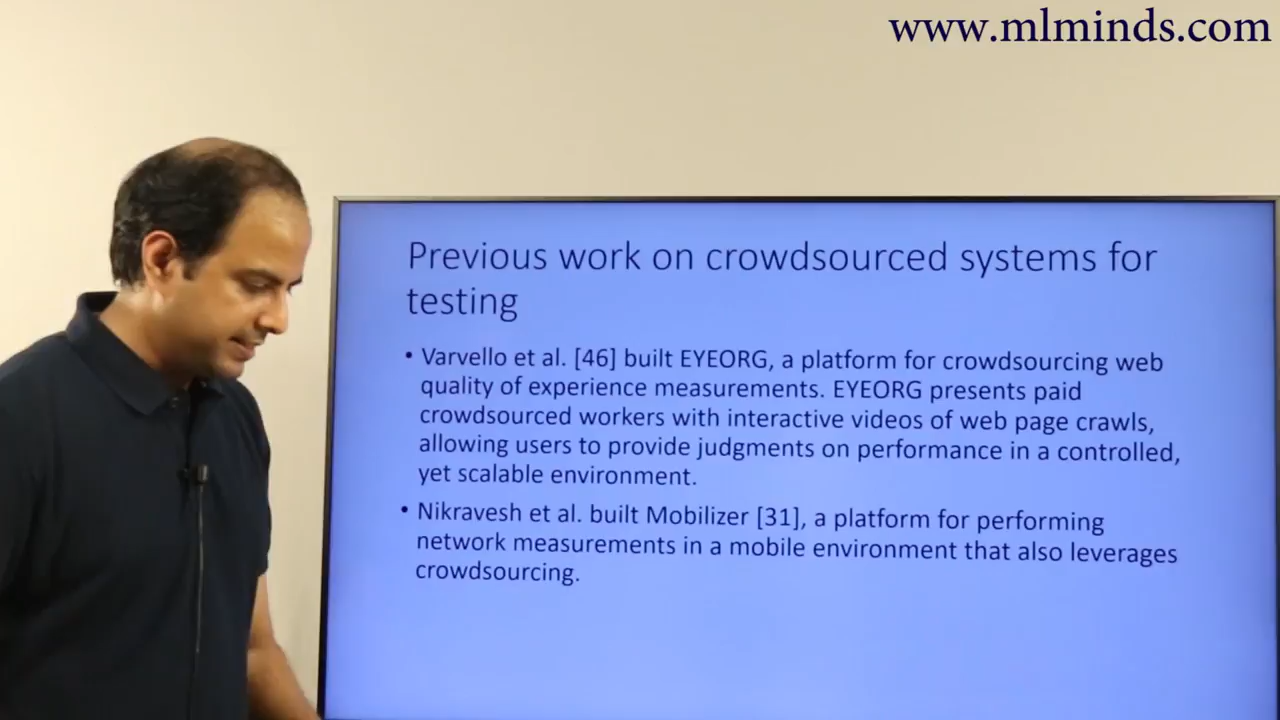 www.mlminds.com
Previous work on crowdsourced systems for
testing
• Varvello et al. [46] built EYEORG, a platform for crowdsourcing web
quality of experience measurements. EYEORG presents paid
crowdsourced workers with interactive videos of web page crawls,
allowing users to provide judgments on performance in a controlled,
yet scalable environment.
• Nikravesh et al. built Mobilizer [31], a platform for performing
network measurements in a mobile environment that also leverages
crowdsourcing.